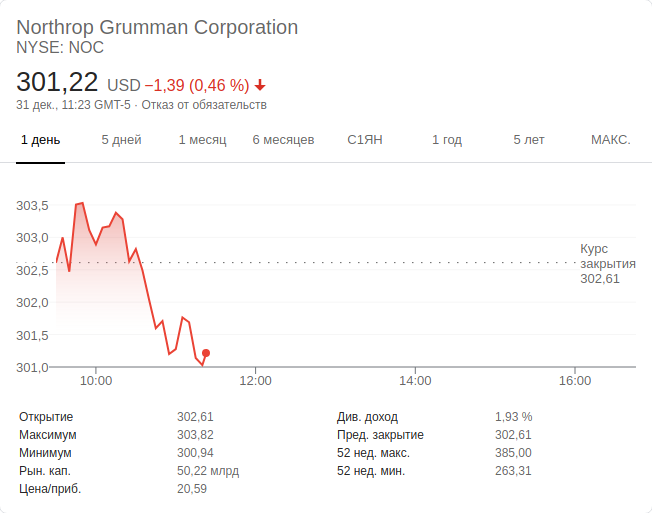 Northrop Grumman Corporation
NYSE: NOC
301,22 USD −1,39 (0,46 %)
31 дек., 11:23 GMT-5 · Отказ от обязательств
1 день 5 дней 1 месяц 6 месяцев С1ЯН 1 год 5 лет МАКС.
303,5
303,0
302,5
302,0
301,5
301,0
Курс
закрытия
302,61
10:00 12:00 14:00 16:00
Открытие 302,61 Див. доход 1,93 %
Максимум 303,82 Пред. закрытие 302,61
Минимум 300,94 52 нед. макс. 385,00
Рын. кап. 50,22 млрд 52 нед. мин. 263,31
Цена/приб. 20,59